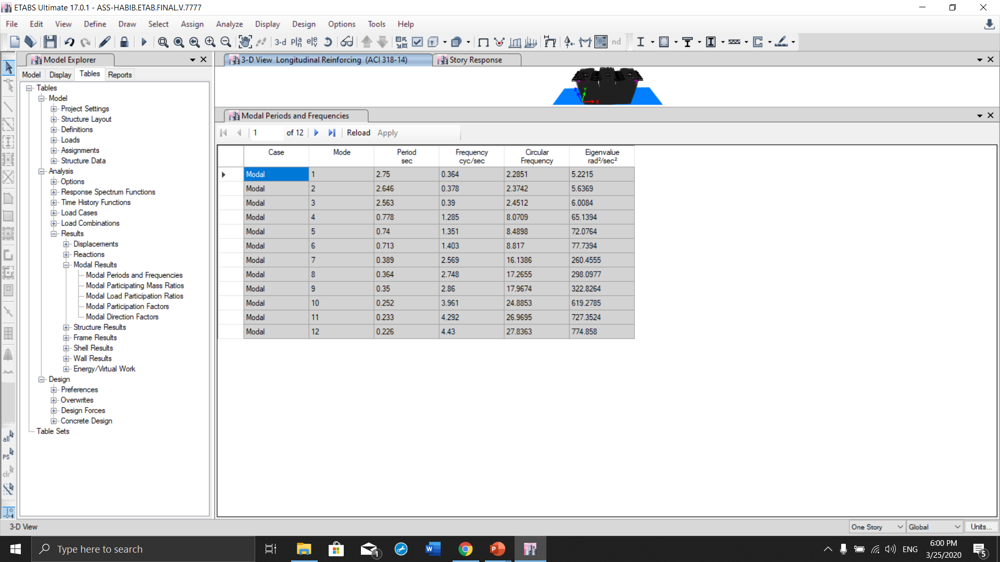 ETABS Ultimate 17.0.1 - ASS-HABIB.ETAB.FINAL.V.7777
File Edit View Define Draw Select Assign Analyze Display Design Options Tools Help
3-d nd
Model Explorer
Model Display Tables Reports
Tables
Model
Project Settings
Structure Layout
Definitions
Loads
Assignments
Structure Data
Analysis
Options
Response Spectrum Functions
Time History Functions
Load Cases
Load Combinations
Results
Displacements
Reactions
Modal Results
Modal Periods and Frequencies
Modal Participating Mass Ratios
Modal Load Participation Ratios
Modal Participation Factors
Modal Direction Factors
Structure Results
Frame Results
Shell Results
Wall Results
Energy/Virtual Work
Design
Preferences
Overwrites
Design Forces
Concrete Design
Table Sets
all
PS
clr
3-D View Longitudinal Reinforcing (ACI 318-14)
Story Response
Z Y X
Modal Periods and Frequencies
1 of 12 Reload Apply
Case Mode Period sec Frequency cyc/sec Circular Frequency Eigenvalue rad²/sec²
Modal 1 2.75 0.364 2.2851 5.2215
Modal 2 2.646 0.378 2.3742 5.6369
Modal 3 2.563 0.39 2.4512 6.0084
Modal 4 0.778 1.285 8.0709 65.1394
Modal 5 0.74 1.351 8.4898 72.0764
Modal 6 0.713 1.403 8.817 77.7394
Modal 7 0.389 2.569 16.1386 260.4555
Modal 8 0.364 2.748 17.2655 298.0977
Modal 9 0.35 2.86 17.9674 322.8264
Modal 10 0.252 3.961 24.8853 619.2785
Modal 11 0.233 4.292 26.9695 727.3524
Modal 12 0.226 4.43 27.8363 774.858
3-D View
One Story Global Units...
Type here to search
1
ENG
6:00 PM
3/25/2020
5